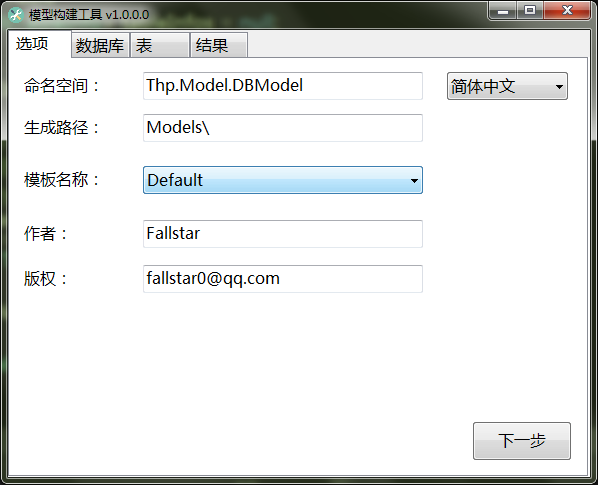 模型构建工具 v1.0.0.0
选项 数据库 表 结果
命名空间： Thp.Model.DBModel 简体中文
生成路径： Models\
模板名称： Default
作者： Fallstar
版权： fallstar0@qq.com
下一步